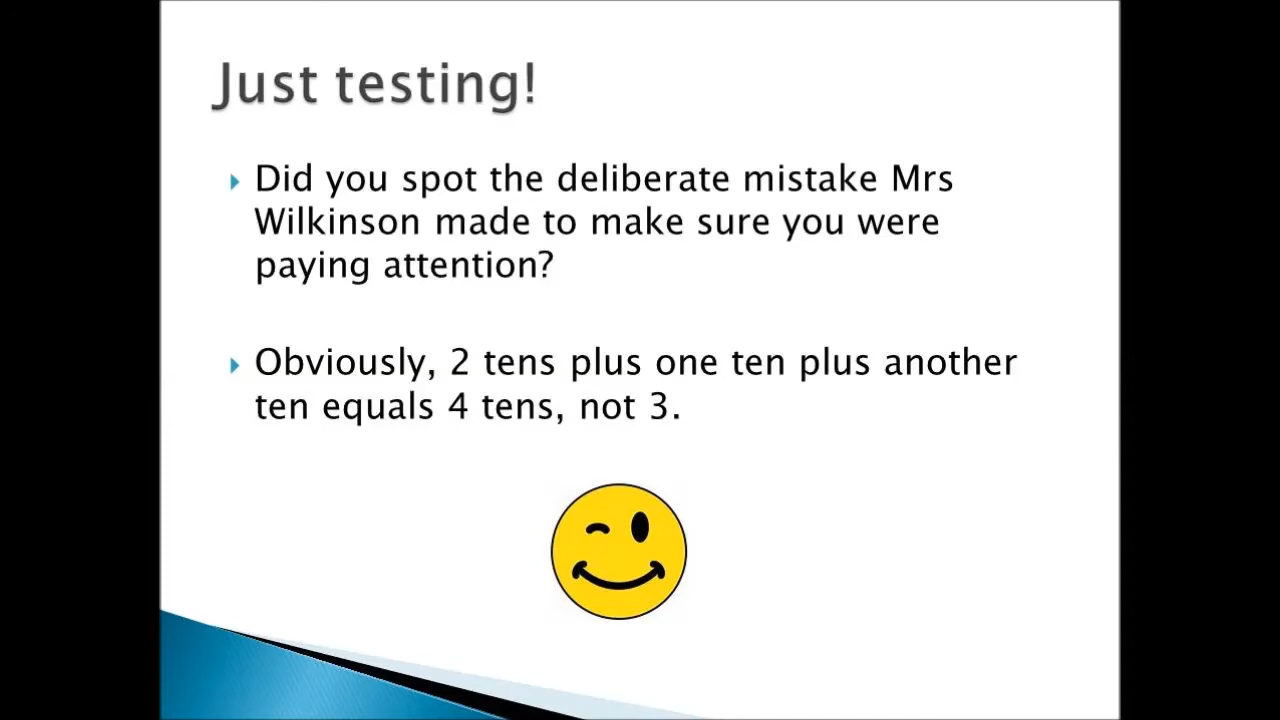 Just testing!
Did you spot the deliberate mistake Mrs
Wilkinson made to make sure you were
paying attention?
Obviously, 2 tens plus one ten plus another
ten equals 4 tens, not 3.